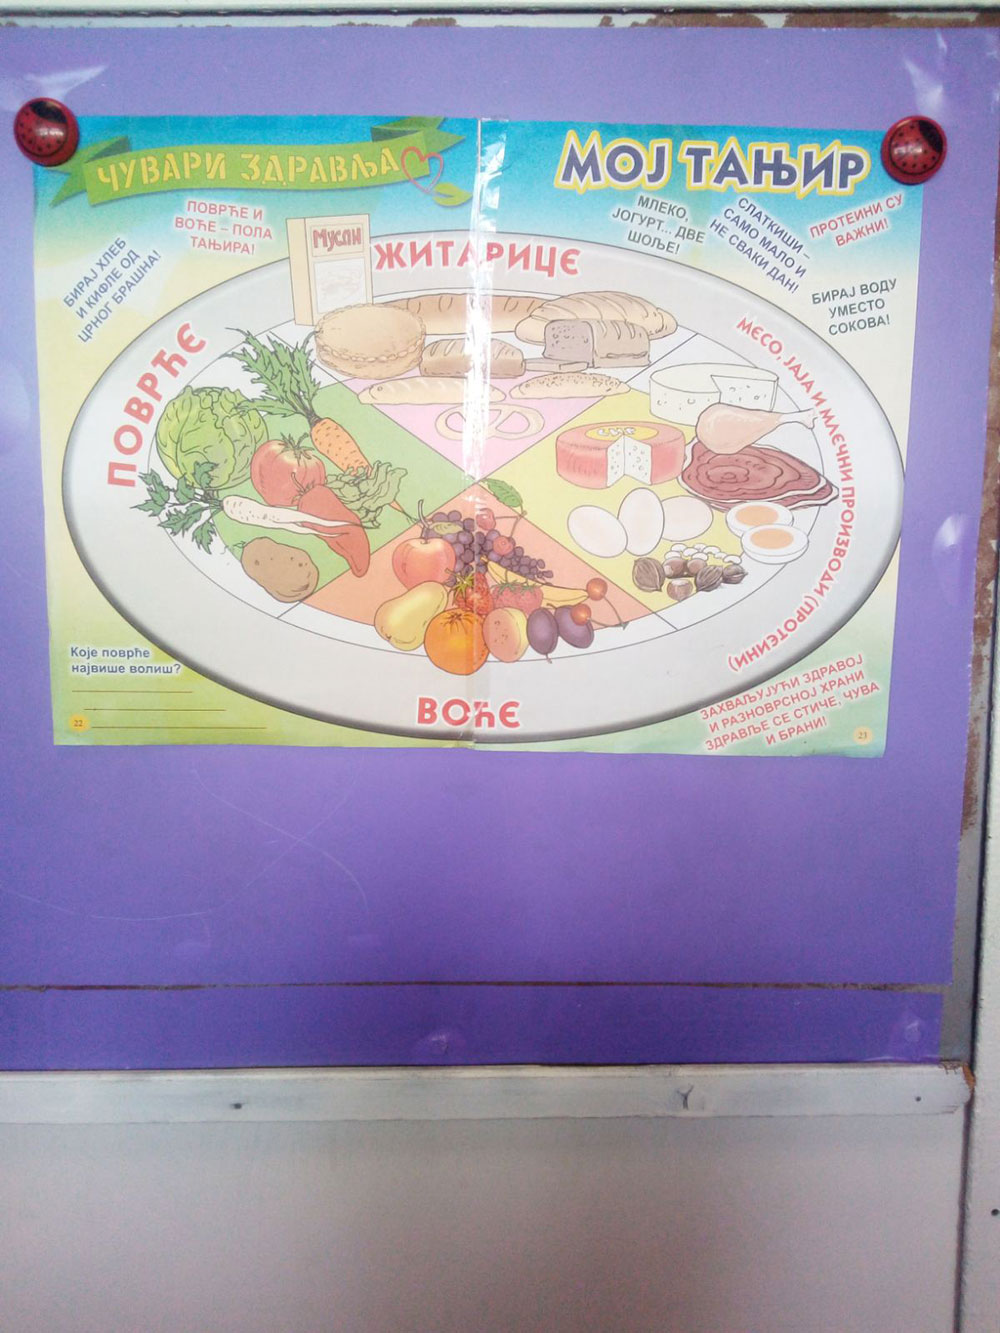 ЧУВАРИ ЗДРАВЉА
МОЈ ТАЊИР
БИРАЈ ХЛЕБ
И КИФЛЕ ОД
ЦРНОГ БРАШНА!
ПОВРЋЕ И
ВОЋЕ – ПОЛА
ТАЊИРА!
МЛЕКО,
ЈОГУРТ... ДВЕ
ШОЉЕ!
СЛАТКИШИ –
САМО МАЛО И
НЕ СВАКИ ДАН!
ПРОТЕИНИ СУ
ВАЖНИ!
БИРАЈ ВОДУ
УМЕСТО
СОКОВА!
Мусли
ЖИТАРИЦЕ
ПОВРЋЕ
МЕСО, ЈАЈА И МЛЕЧНИ ПРОИЗВОДИ (ПРОТЕИНИ)
СИР
ВОЋЕ
Које поврће
највише волиш?
22
ЗАХВАЉУЈУЋИ ЗДРАВОЈ
И РАЗНОВРСНОЈ ХРАНИ
ЗДРАВЉЕ СЕ СТИЧЕ, ЧУВА
И БРАНИ!
23